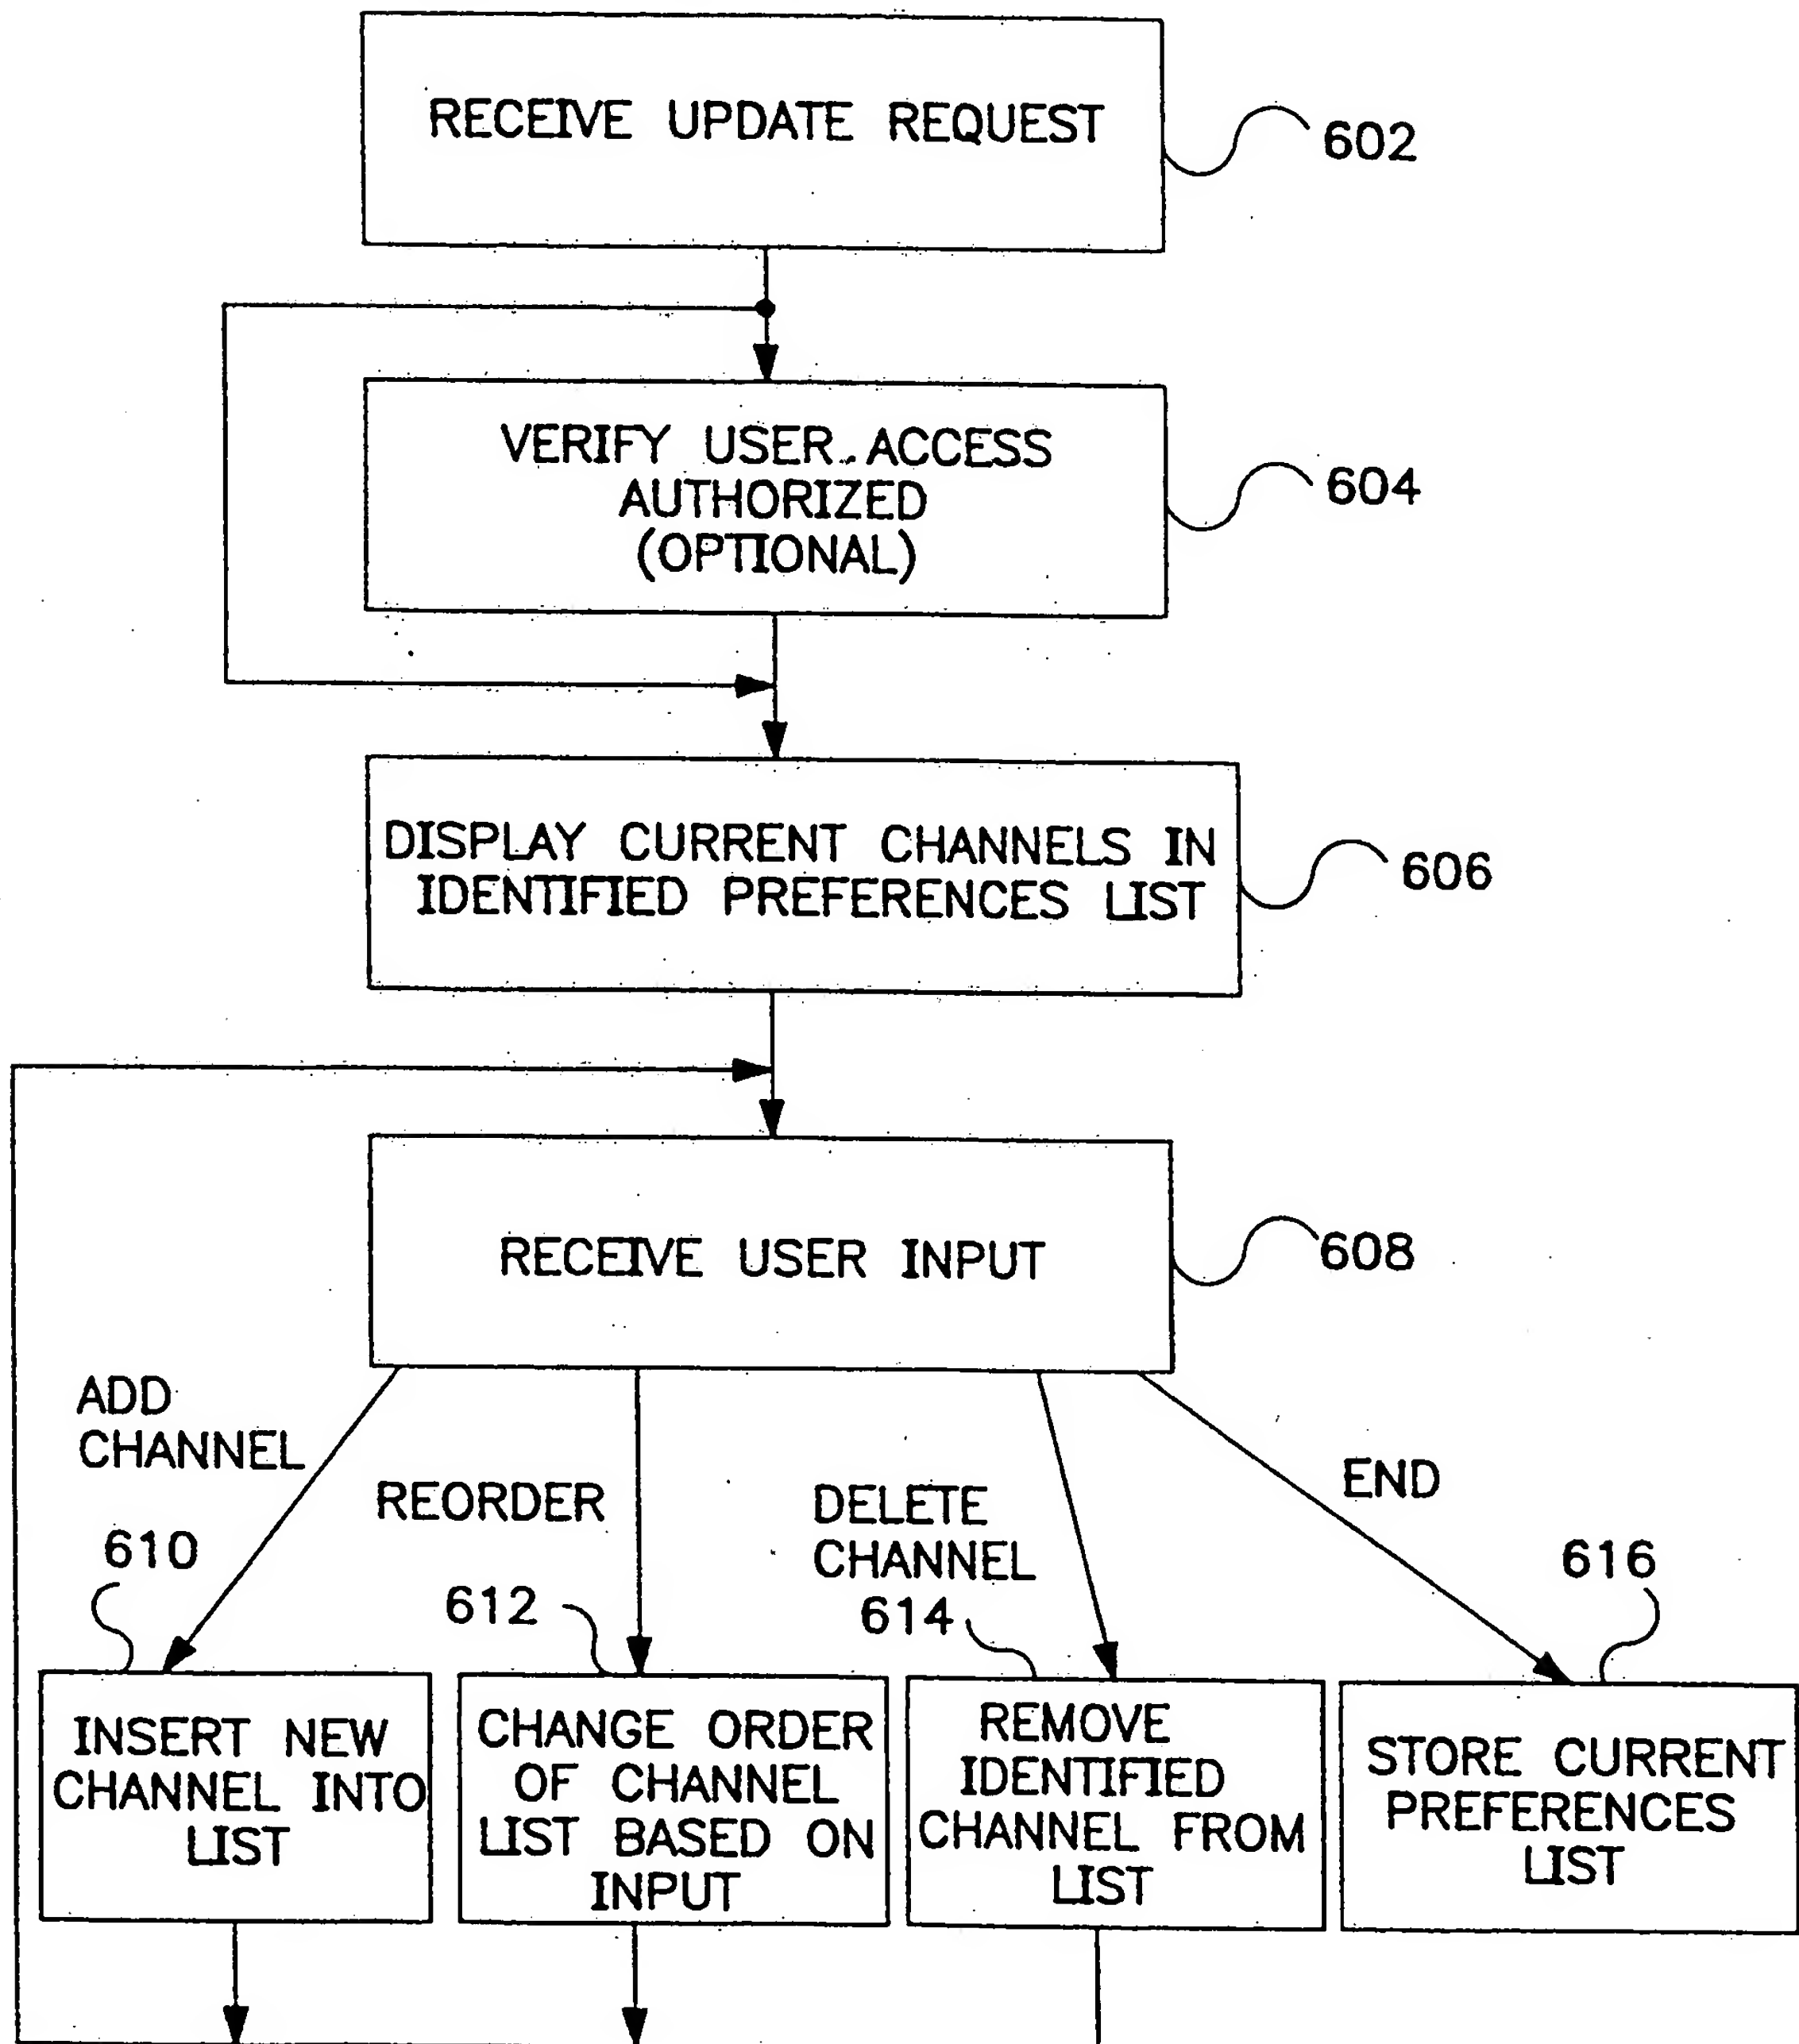 RECEIVE UPDATE REQUEST
602
VERIFY USER ACCESS
AUTHORIZED
(OPTIONAL)
604
DISPLAY CURRENT CHANNELS IN
IDENTIFIED PREFERENCES LIST
606
RECEIVE USER INPUT
608
ADD
CHANNEL
REORDER
DELETE
CHANNEL
END
610
612
614
616
INSERT NEW
CHANNEL INTO
LIST
CHANGE ORDER
OF CHANNEL
LIST BASED ON
INPUT
REMOVE
IDENTIFIED
CHANNEL FROM
LIST
STORE CURRENT
PREFERENCES
LIST